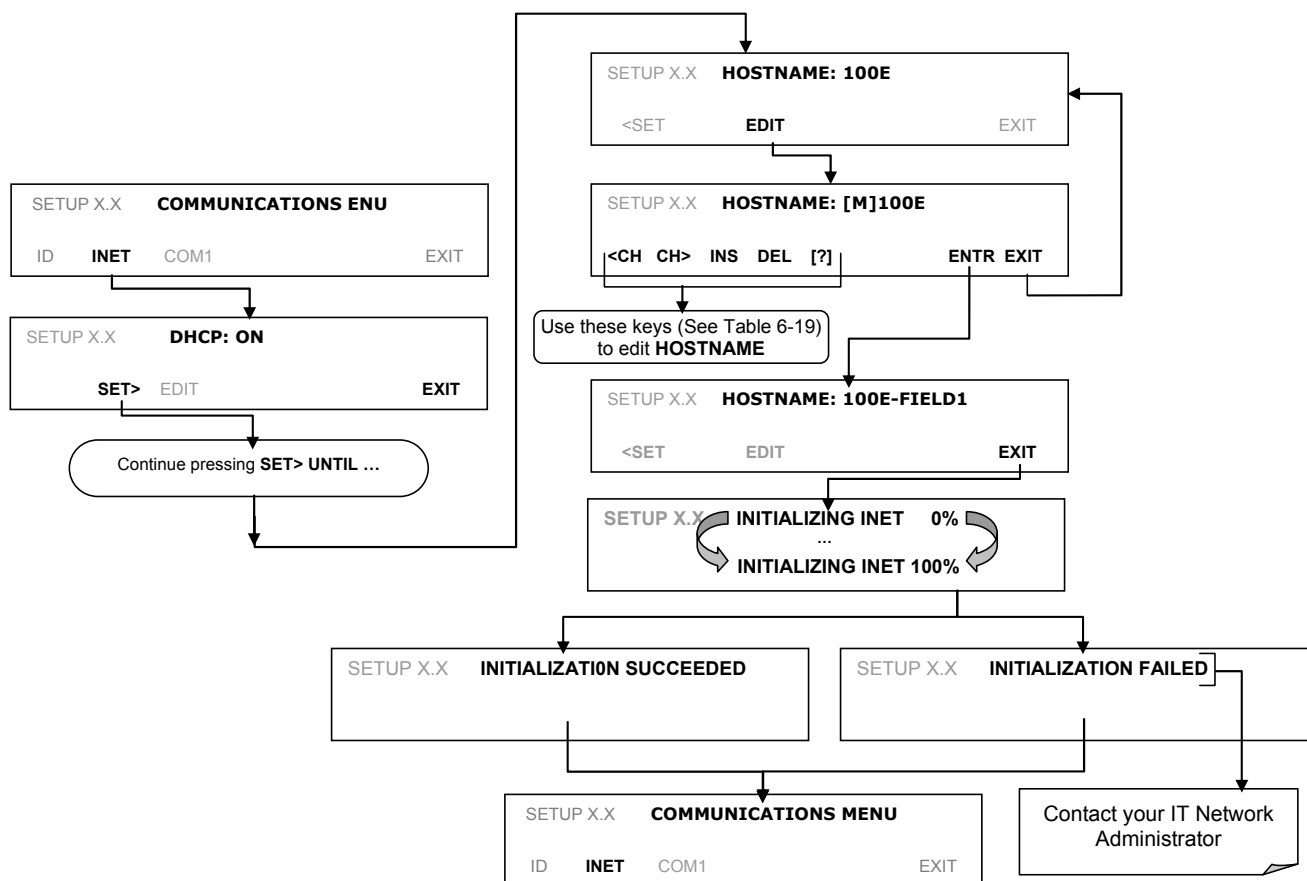 SETUP X.X COMMUNICATIONS ENU
ID INET COM1 EXIT
SETUP X.X DHCP: ON
SET> EDIT EXIT
Continue pressing SET> UNTIL ...
SETUP X.X HOSTNAME: 100E
<SET EDIT EXIT
SETUP X.X HOSTNAME: [M]100E
<CH CH> INS DEL [?] ENTR EXIT
Use these keys (See Table 6-19)
to edit HOSTNAME
SETUP X.X HOSTNAME: 100E-FIELD1
<SET EDIT EXIT
SETUP X.X INITIALIZING INET 0%
...
INITIALIZING INET 100%
SETUP X.X INITIALIZATI0N SUCCEEDED
SETUP X.X INITIALIZATION FAILED
Contact your IT Network
Administrator
SETUP X.X COMMUNICATIONS MENU
ID INET COM1 EXIT